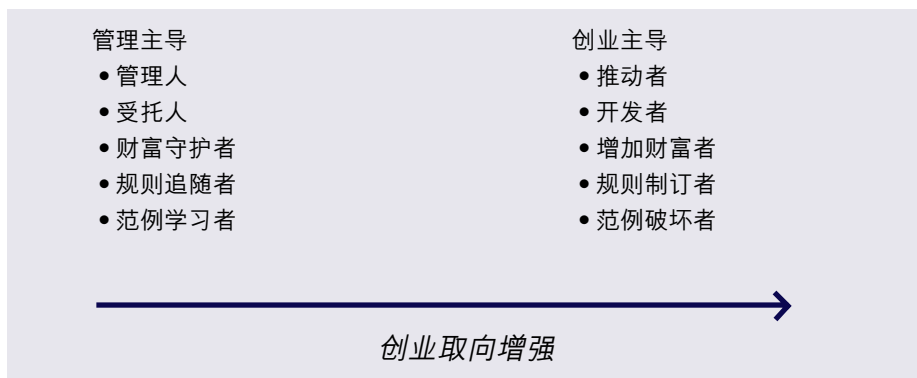 管理主导
• 管理人
• 受托人
• 财富守护者
• 规则追随者
• 范例学习者
创业主导
• 推动者
• 开发者
• 增加财富者
• 规则制订者
• 范例破坏者
创业取向增强